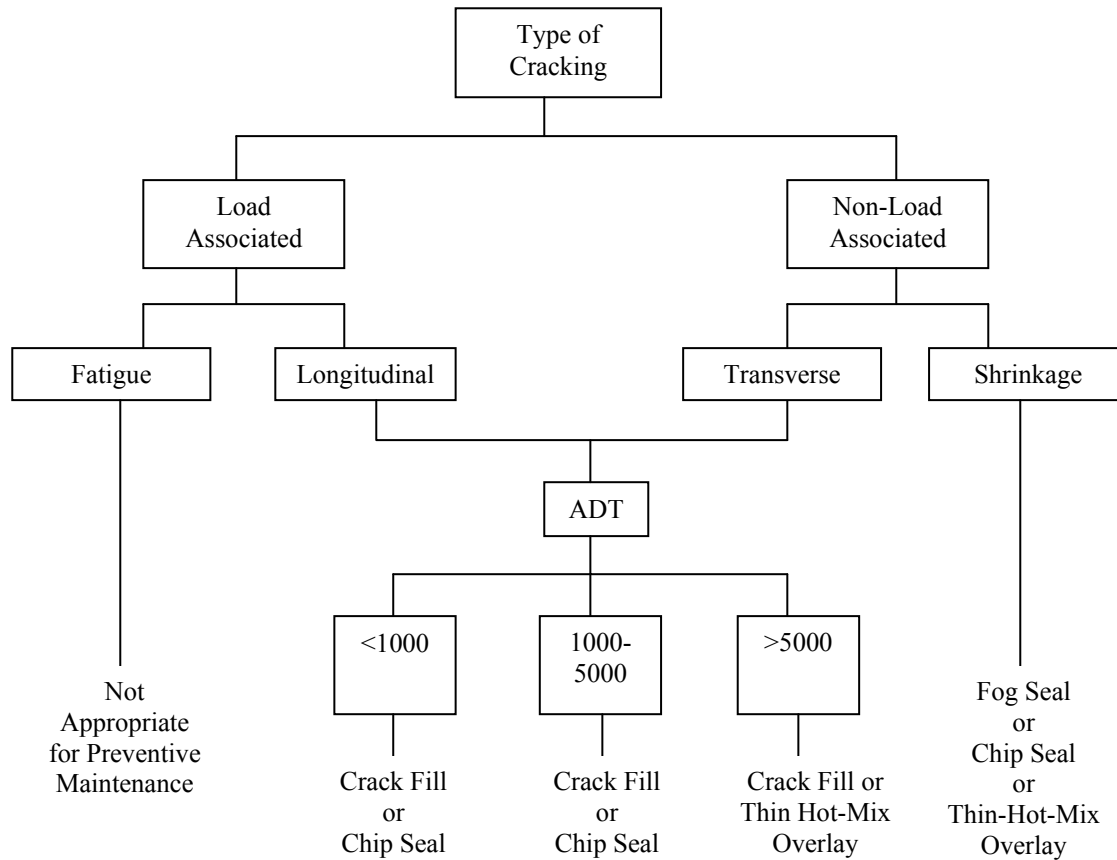 Type of
Cracking
Load
Associated
Non-Load
Associated
Fatigue
Longitudinal
Transverse
Shrinkage
ADT
<1000
1000-
5000
>5000
Not
Appropriate
for Preventive
Maintenance
Crack Fill
or
Chip Seal
Crack Fill
or
Chip Seal
Crack Fill or
Thin Hot-Mix
Overlay
Fog Seal
or
Chip Seal
or
Thin-Hot-Mix
Overlay